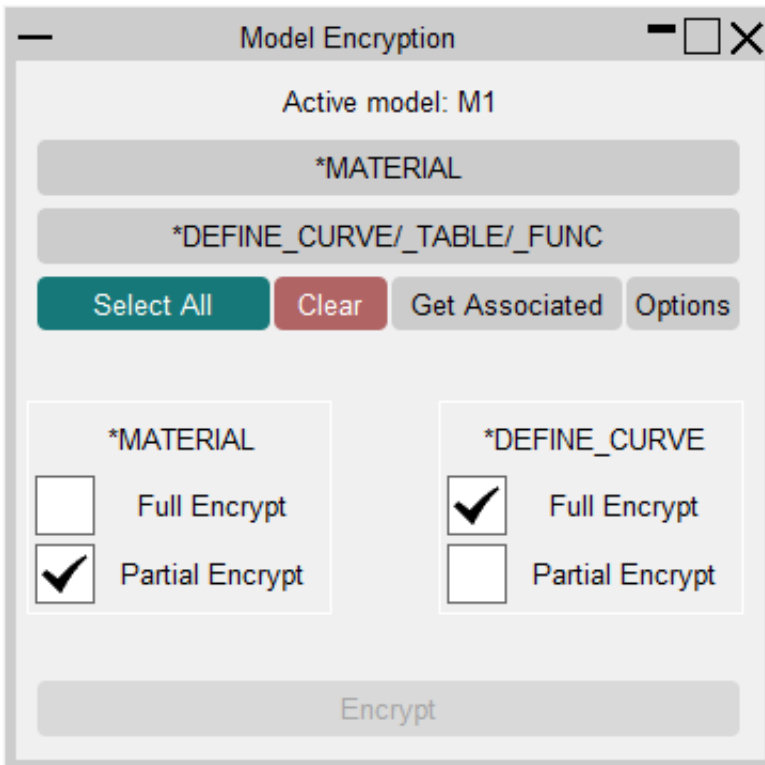 Model Encryption
Active model: M1
*MATERIAL
*DEFINE_CURVE/_TABLE/_FUNC
Select All Clear Get Associated Options
*MATERIAL
Full Encrypt
Partial Encrypt
*DEFINE_CURVE
Full Encrypt
Partial Encrypt
Encrypt